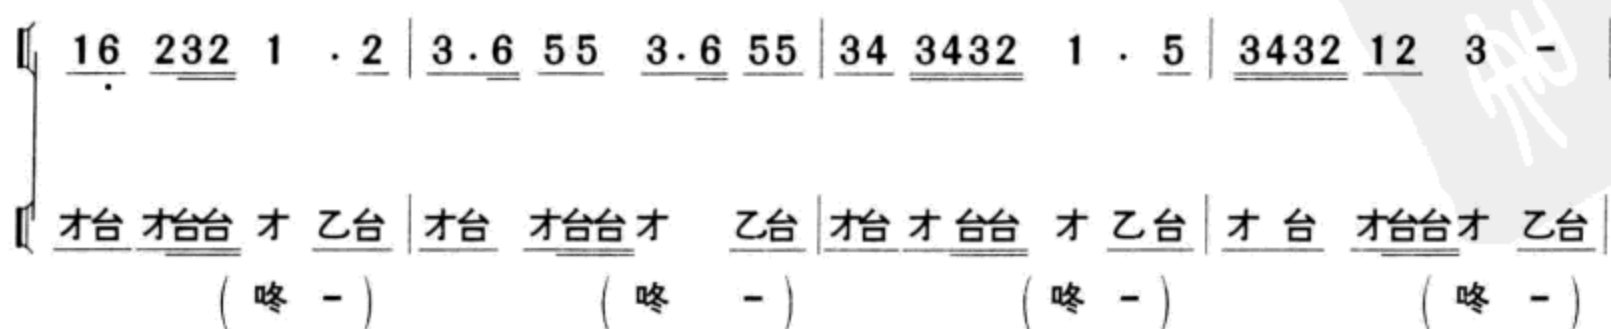 16 232 1 · 2 | 3·6 55 3·6 55 | 34 3432 1 · 5 | 3432 12 3 - |
才台 才台台 才 乙台 | 才台 才台台 才 乙台 | 才台 才 台台 才 乙台 | 才 台 才台台 才 乙台 |
(咚 -) (咚 -) (咚 -) (咚 -)